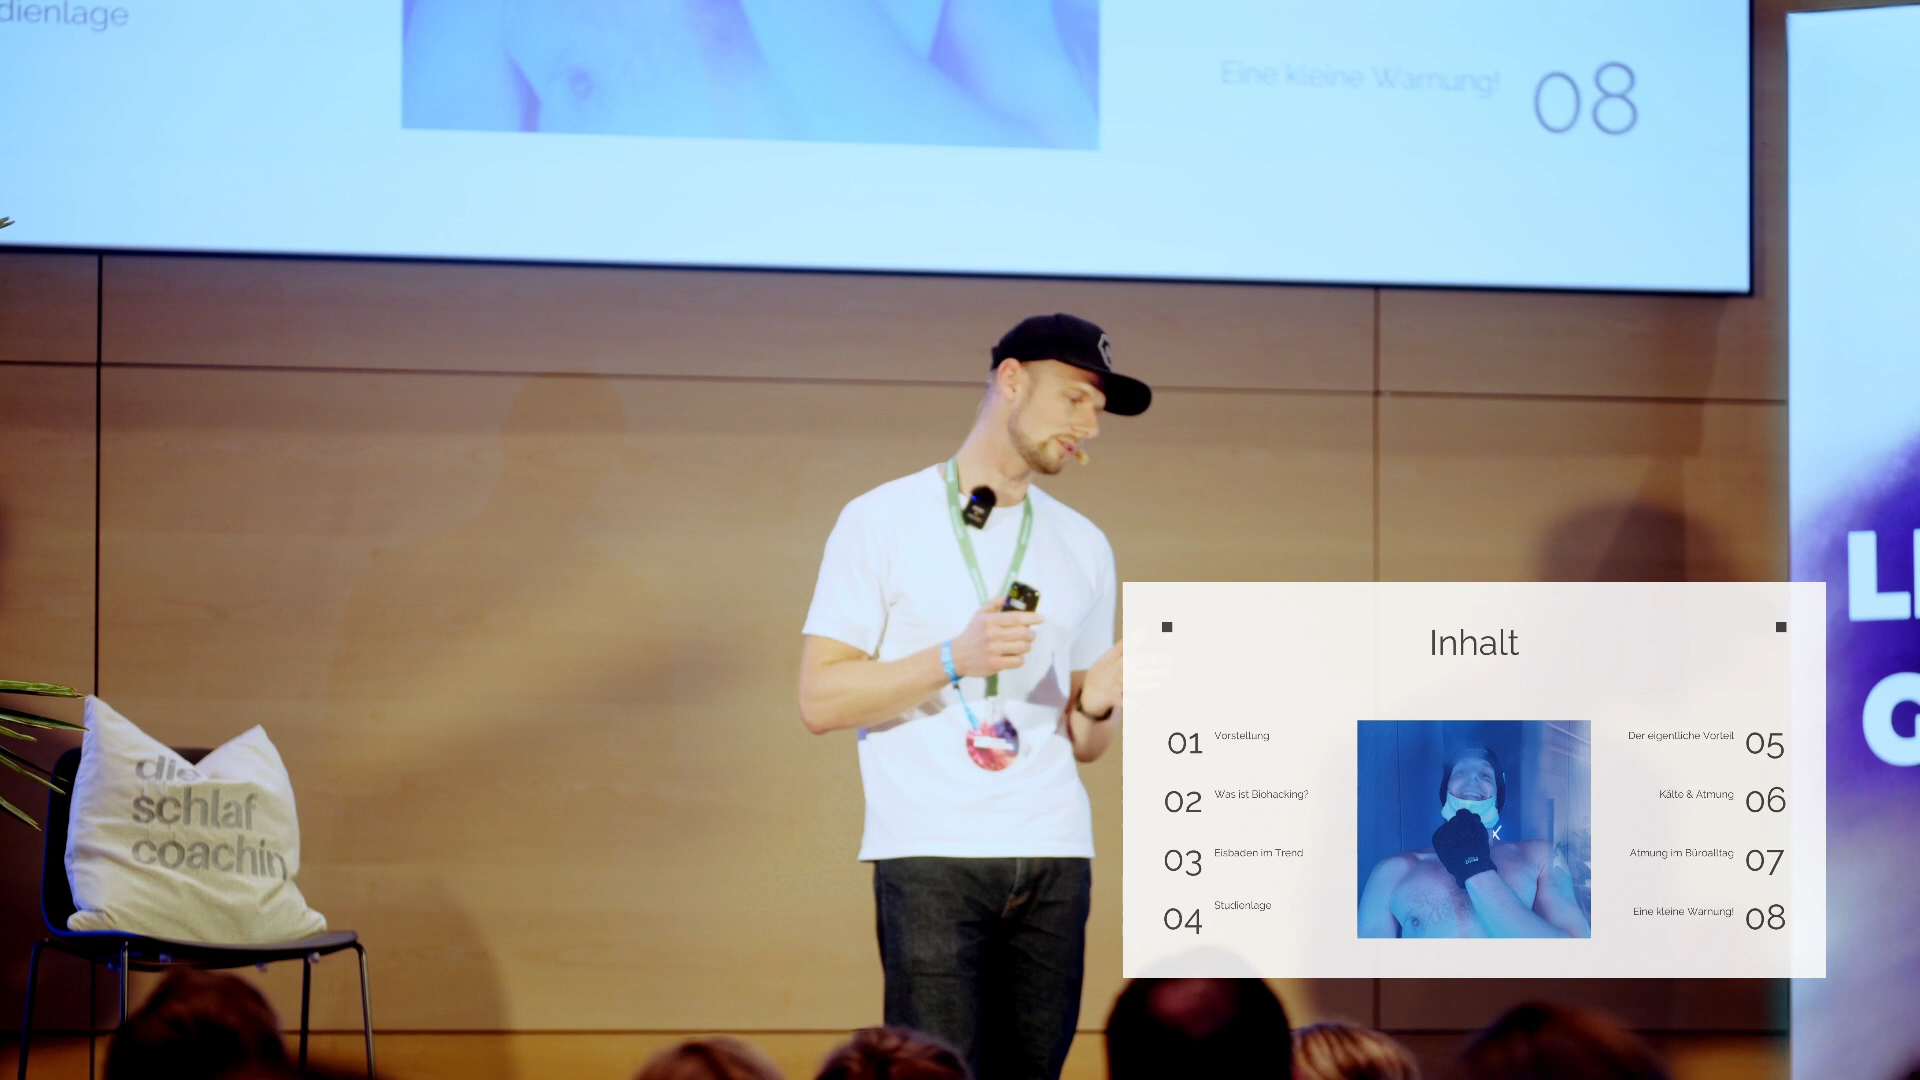 dienlage
Eine kleine Warnung! 08
die
schlaf
coachin
Inhalt
01 Vorstellung
02 Was ist Biohacking?
03 Eisbaden im Trend
04 Studienlage
Der eigentliche Vorteil 05
Kälte & Atmung 06
Atmung im Büroalltag 07
Eine kleine Warnung! 08